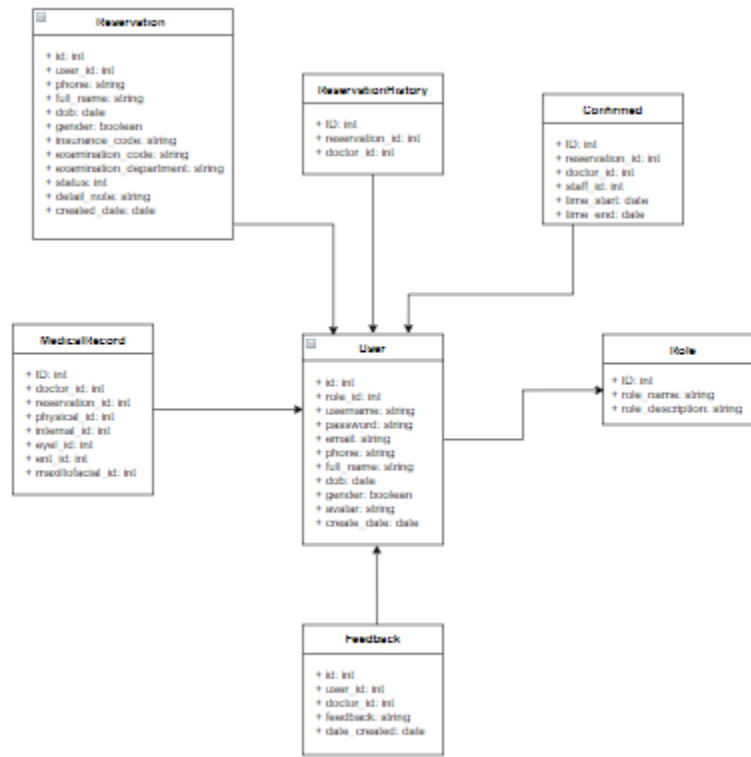 Reservation
+ id: int
+ user_id: int
+ phone: string
+ full_name: string
+ dob: date
+ gender: boolean
+ insurance_code: string
+ examination_code: string
+ examination_department: string
+ status: int
+ detail_note: string
+ created_date: date
ReservationHistory
+ ID: int
+ reservation_id: int
+ doctor_id: int
Confirmed
+ ID: int
+ reservation_id: int
+ doctor_id: int
+ staff_id: int
+ time_start: date
+ time_end: date
MedicalRecord
+ ID: int
+ doctor_id: int
+ reservation_id: int
+ physical_id: int
+ internal_id: int
+ eyel_id: int
+ ent_id: int
+ maxillofacial_id: int
User
+ id: int
+ role_id: int
+ username: string
+ password: string
+ email: string
+ phone: string
+ full_name: string
+ dob: date
+ gender: boolean
+ avatar: string
+ create_date: date
Role
+ ID: int
+ role_name: string
+ role_description: string
Feedback
+ id: int
+ user_id: int
+ doctor_id: int
+ feedback: string
+ date_created: date